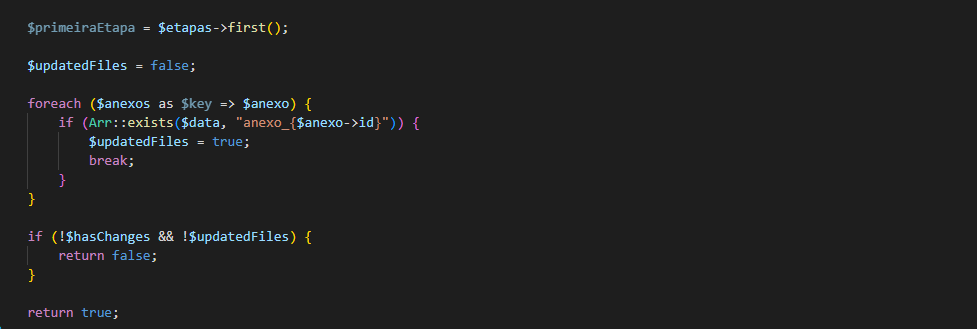 $primeiraEtapa = $etapas->first();
$updatedFiles = false;
foreach ($anexos as $key => $anexo) {
if (Arr::exists($data, "anexo_{$anexo->id}")) {
$updatedFiles = true;
break;
}
}
if (!$hasChanges && !$updatedFiles) {
return false;
}
return true;